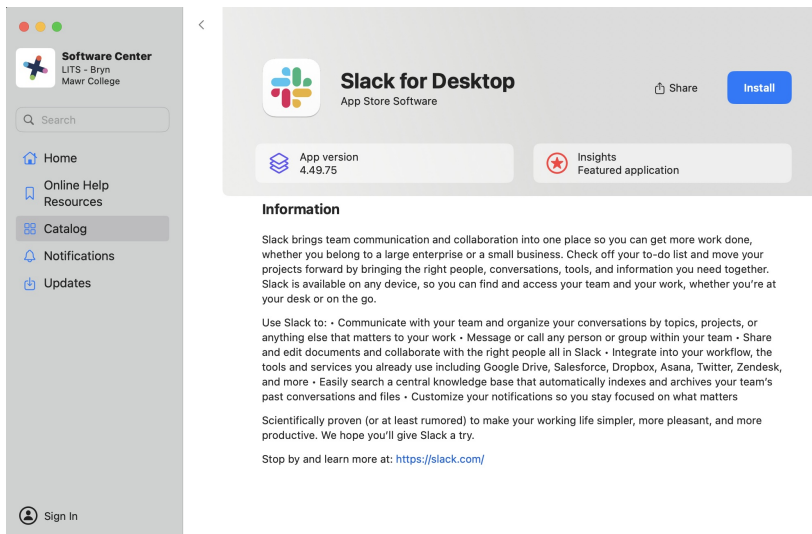 Software Center
LITS - Bryn
Mawr College
Search
Home
Online Help
Resources
Catalog
Notifications
Updates
Sign In
Slack for Desktop
App Store Software
Share
Install
App version
4.49.75
Insights
Featured application
Information
Slack brings team communication and collaboration into one place so you can get more work done,
whether you belong to a large enterprise or a small business. Check off your to-do list and move your
projects forward by bringing the right people, conversations, tools, and information you need together.
Slack is available on any device, so you can find and access your team and your work, whether you're at
your desk or on the go.
Use Slack to: • Communicate with your team and organize your conversations by topics, projects, or
anything else that matters to your work • Message or call any person or group within your team • Share
and edit documents and collaborate with the right people all in Slack • Integrate into your workflow, the
tools and services you already use including Google Drive, Salesforce, Dropbox, Asana, Twitter, Zendesk,
and more • Easily search a central knowledge base that automatically indexes and archives your team's
past conversations and files • Customize your notifications so you stay focused on what matters
Scientifically proven (or at least rumored) to make your working life simpler, more pleasant, and more
productive. We hope you'll give Slack a try.
Stop by and learn more at: https://slack.com/